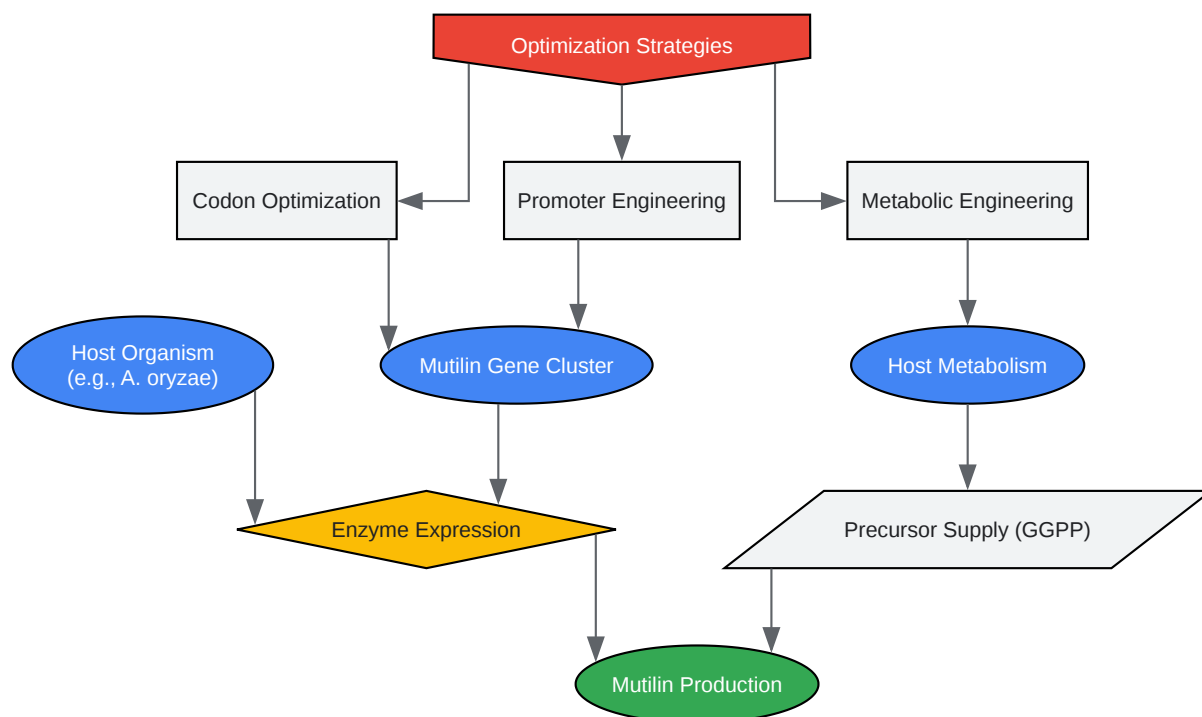 Optimization Strategies
Codon Optimization
Promoter Engineering
Metabolic Engineering
Host Organism
(e.g., A. oryzae)
Mutilin Gene Cluster
Host Metabolism
Enzyme Expression
Precursor Supply (GGPP)
Mutilin Production